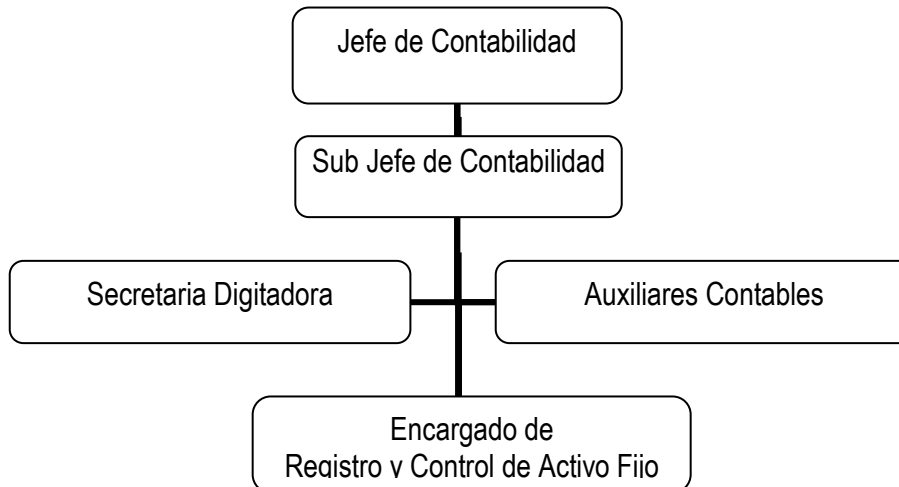 Jefe de Contabilidad
Sub Jefe de Contabilidad
Secretaria Digitadora
Auxiliares Contables
Encargado de
Registro y Control de Activo Fijo